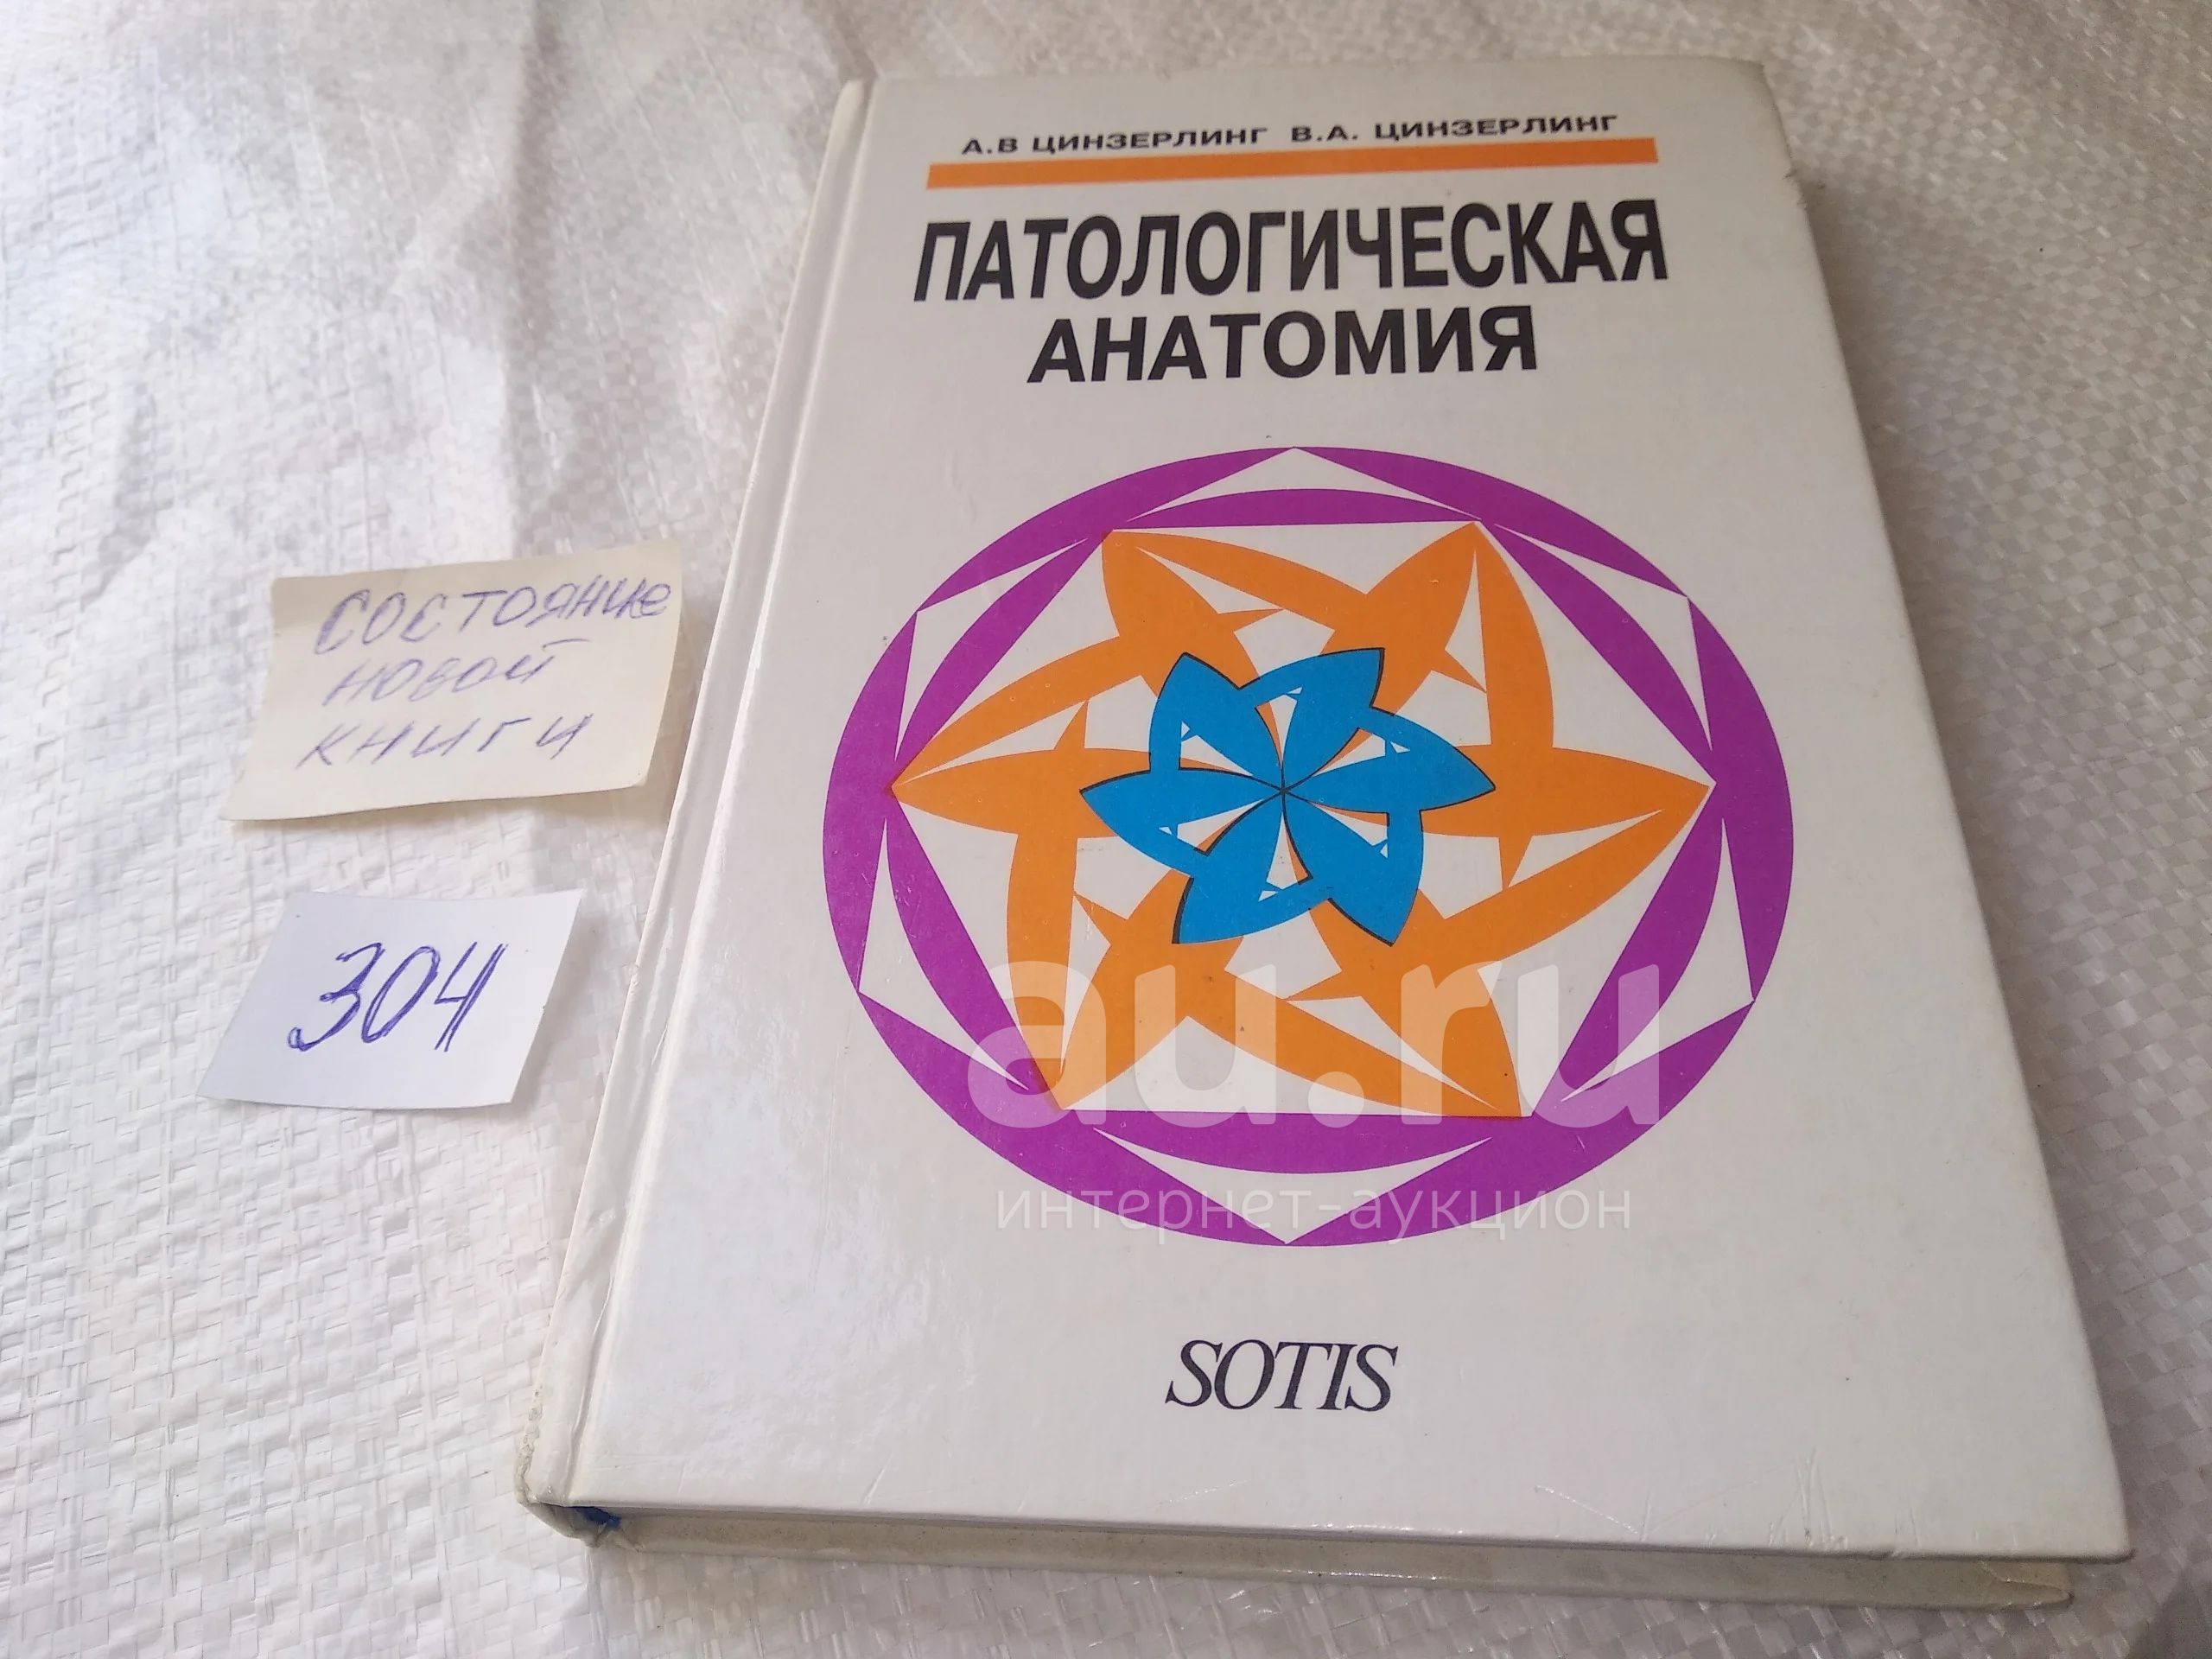 А.В ЦИНЗЕРЛИНГ В.А. ЦИНЗЕРЛИНГ
ПАТОЛОГИЧЕСКАЯ
АНАТОМИЯ
СОСТОЯНИЕ
НОВОЙ
КНИГИ
304
au.ru
интернет-аукцион
SOTIS